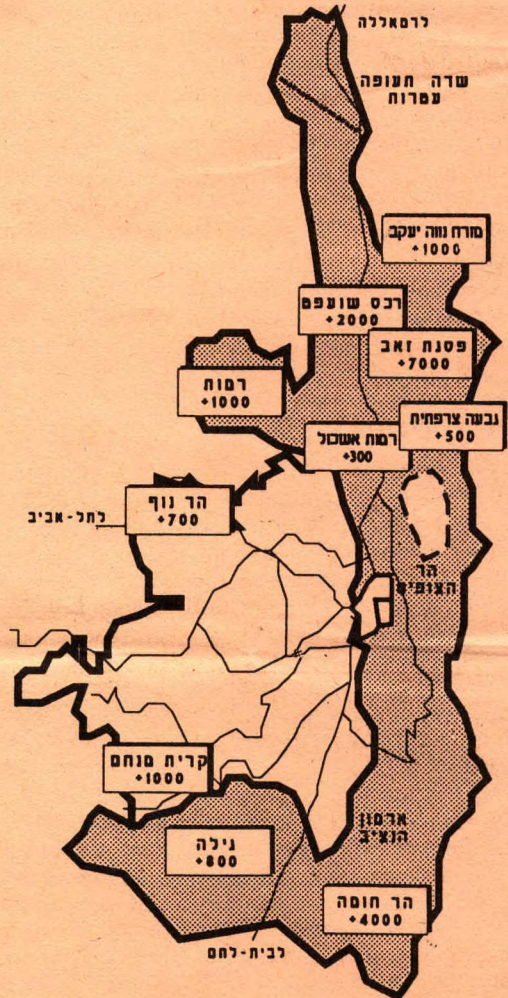 לרמאללה
שדה תעופה
עטרות
מזרח נווה יעקב
+1000
רכס שועפט
+2000
פסגת זאב
+7000
רמות
+1000
גבעה צרפתית
+500
רמות אשכול
+300
הר נוף
+700
לתל-אביב
הר
הצופים
קרית מנחם
+1000
ארמון
הנציב
גילה
+800
הר חומה
+4000
לבית-לחם